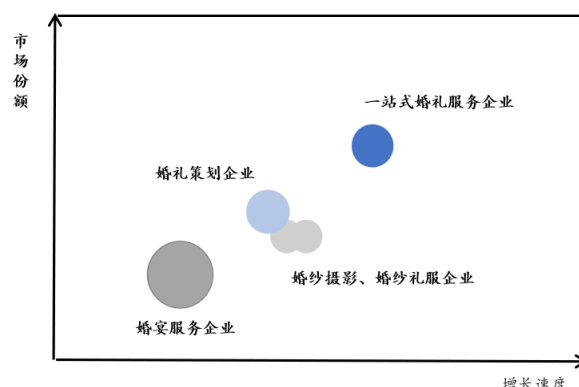 市场份额
一站式婚礼服务企业
婚礼策划企业
婚纱摄影、婚纱礼服企业
婚宴服务企业
增长速度